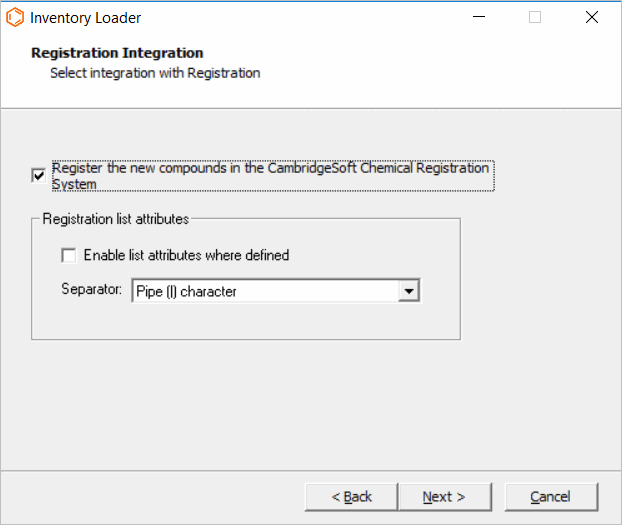 Inventory Loader
Registration Integration
Select integration with Registration
Register the new compounds in the CambridgeSoft Chemical Registration
System
Registration list attributes
Enable list attributes where defined
Separator: Pipe (|) character
< Back Next > Cancel